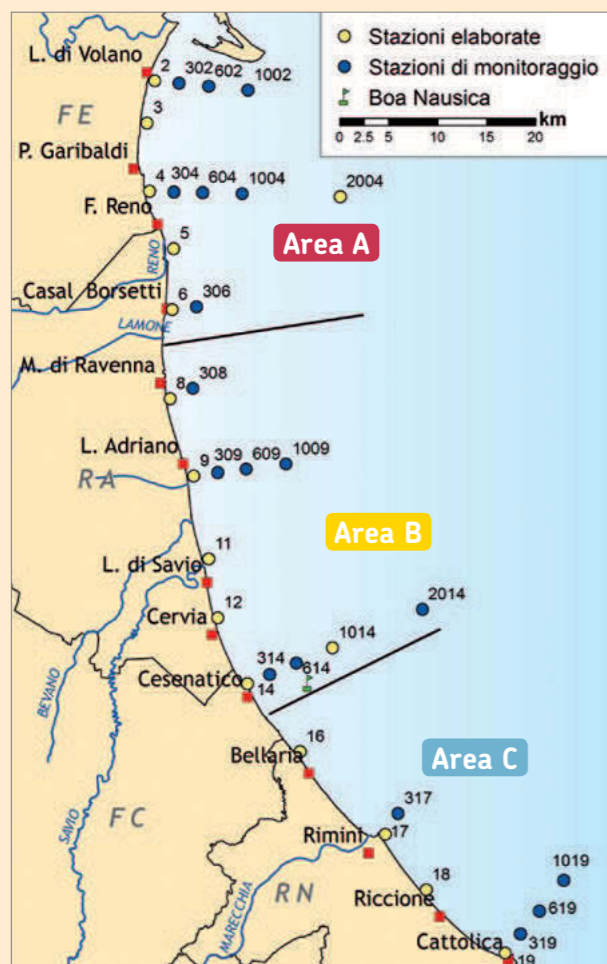 Stazioni elaborate
Stazioni di monitoraggio
Boa Nausica
km
0 2.5 5 10 15 20
L. di Volano
2 302 602 1002
FE
3
P. Garibaldi
4 304 604 1004 2004
F. Reno
5
Area A
RENO
Casal Borsetti
6 306
LAMONE
M. di Ravenna
8 308
L. Adriano
9 309 609 1009
RA
Area B
11
L. di Savio
12
Cervia
2014
1014
314 614
Cesenatico
14
BEVANO
16
Bellaria
Area C
SAVIO
FC
317
17
Rimini
RN
MARECCHIA
18
Riccione
1019
619
319
Cattolica
19